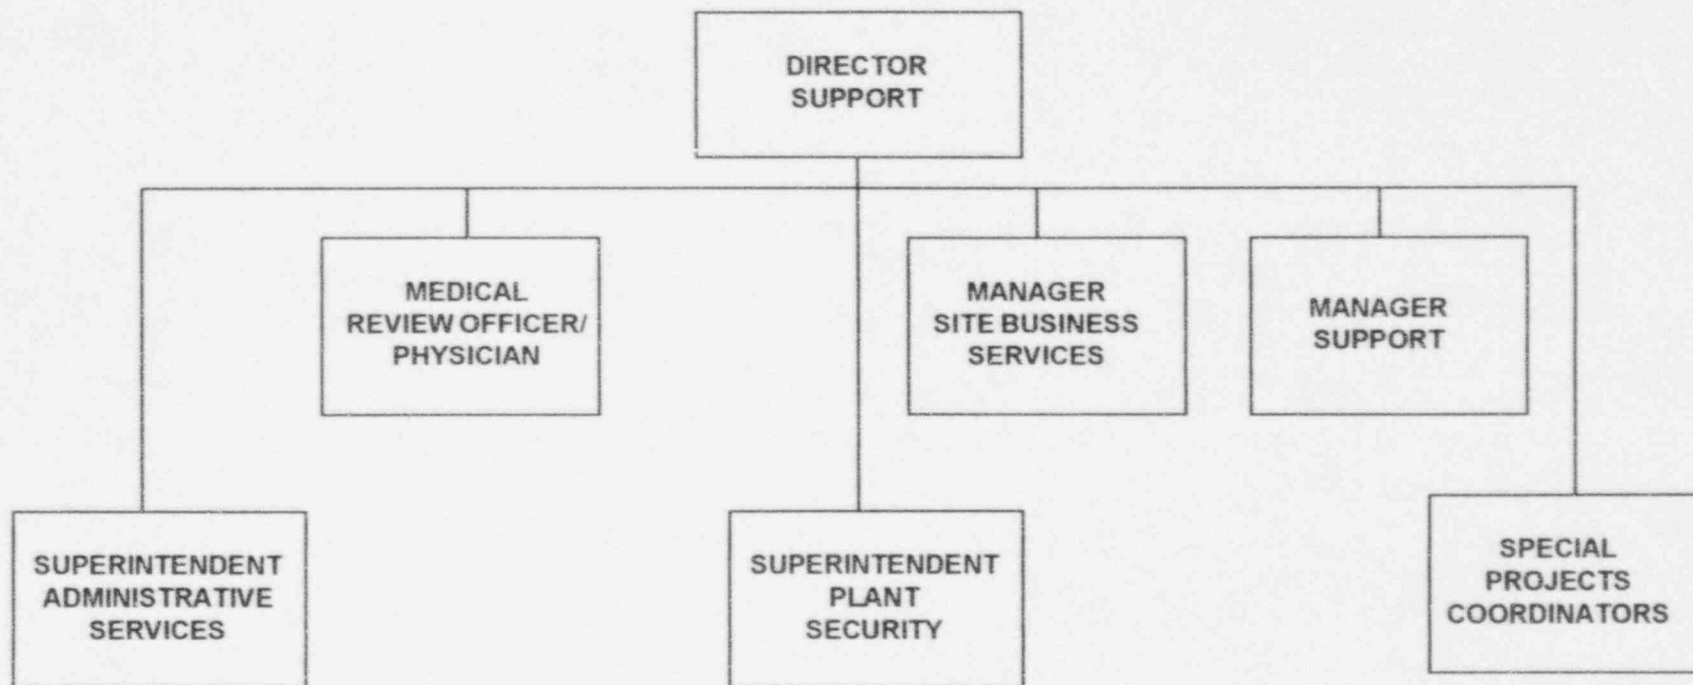 DIRECTOR
SUPPORT
MEDICAL
REVIEW OFFICER/
PHYSICIAN
MANAGER
SITE BUSINESS
SERVICES
MANAGER
SUPPORT
SUPERINTENDENT
ADMINISTRATIVE
SERVICES
SUPERINTENDENT
PLANT
SECURITY
SPECIAL
PROJECTS
COORDINATORS